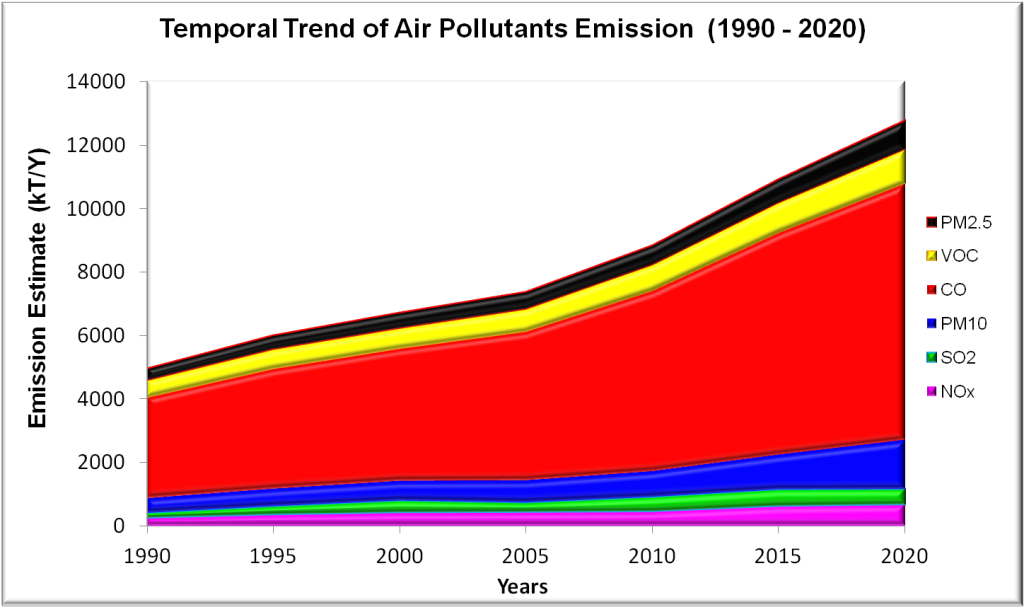 Temporal Trend of Air Pollutants Emission (1990 - 2020)
Emission Estimate (kT/Y)
14000
12000
10000
8000
6000
4000
2000
0
1990 1995 2000 2005 2010 2015 2020
Years
PM2.5
VOC
CO
PM10
SO2
NOx